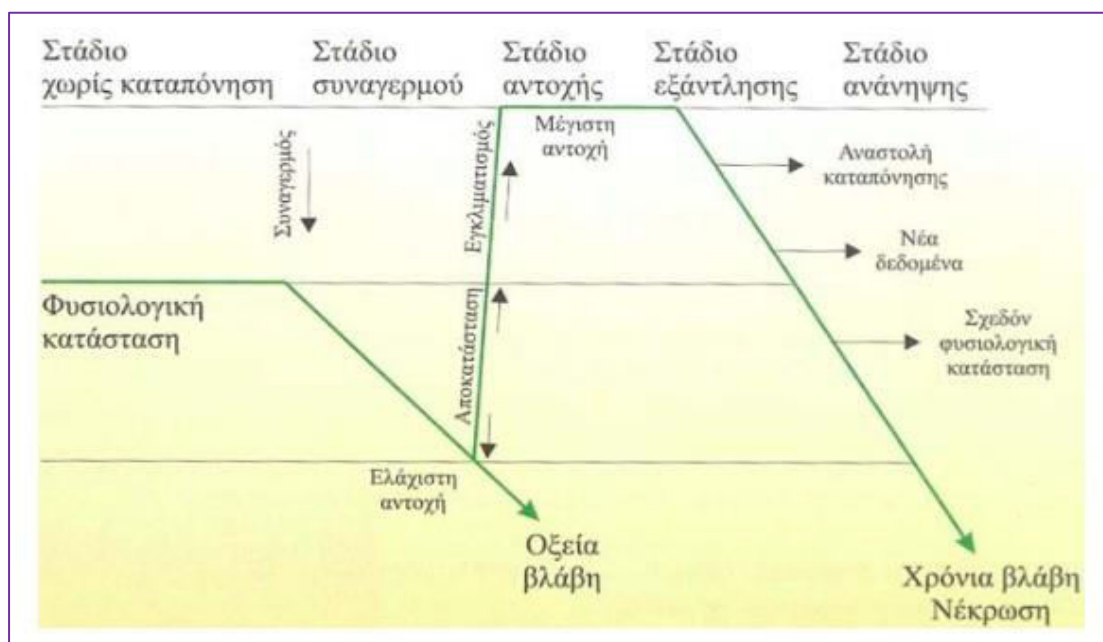 Στάδιο
χωρίς καταπόνηση
Στάδιο
συναγερμού
Στάδιο
αντοχής
Στάδιο
εξάντλησης
Στάδιο
ανάνηψης
Συναγερμός
Εγκλιματισμός
Μέγιστη
αντοχή
Αναστολή
καταπόνησης
Νέα
δεδομένα
Φυσιολογική
κατάσταση
Αποκατάσταση
Σχεδόν
φυσιολογική
κατάσταση
Ελάχιστη
αντοχή
Οξεία
βλάβη
Χρόνια βλάβη
Νέκρωση